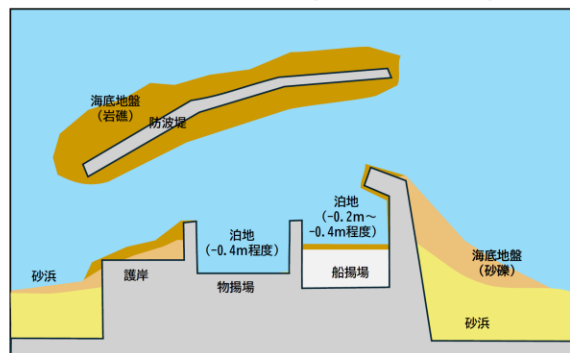 海底地盤
(岩礁)
防波堤
泊地
(-0.2m～
-0.4m程度)
泊地
(-0.4m程度)
海底地盤
(砂礫)
砂浜
護岸
物揚場
船揚場
砂浜